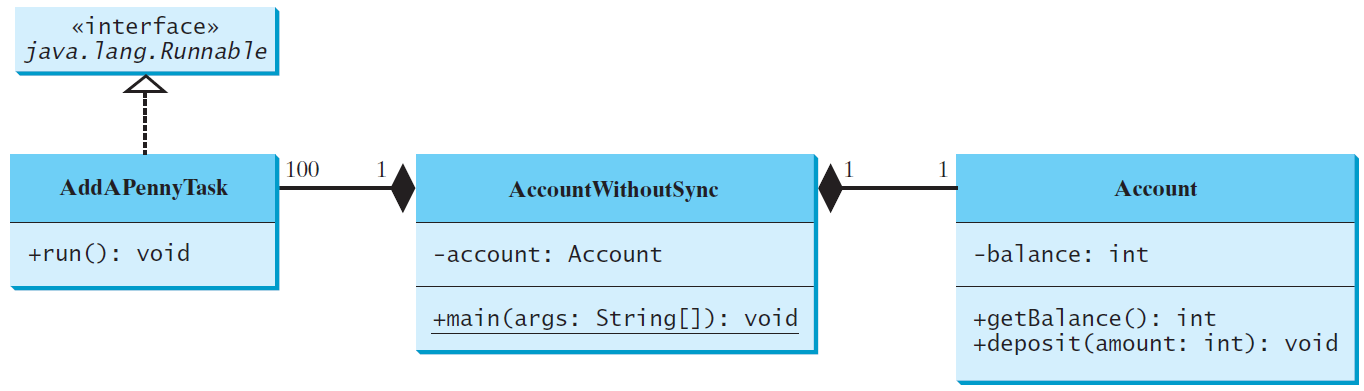 «interface»
java.lang.Runnable
AddAPennyTask
+run(): void
100
1
AccountWithoutSync
-account: Account
+main(args: String[]): void
1
1
Account
-balance: int
+getBalance(): int
+deposit(amount: int): void